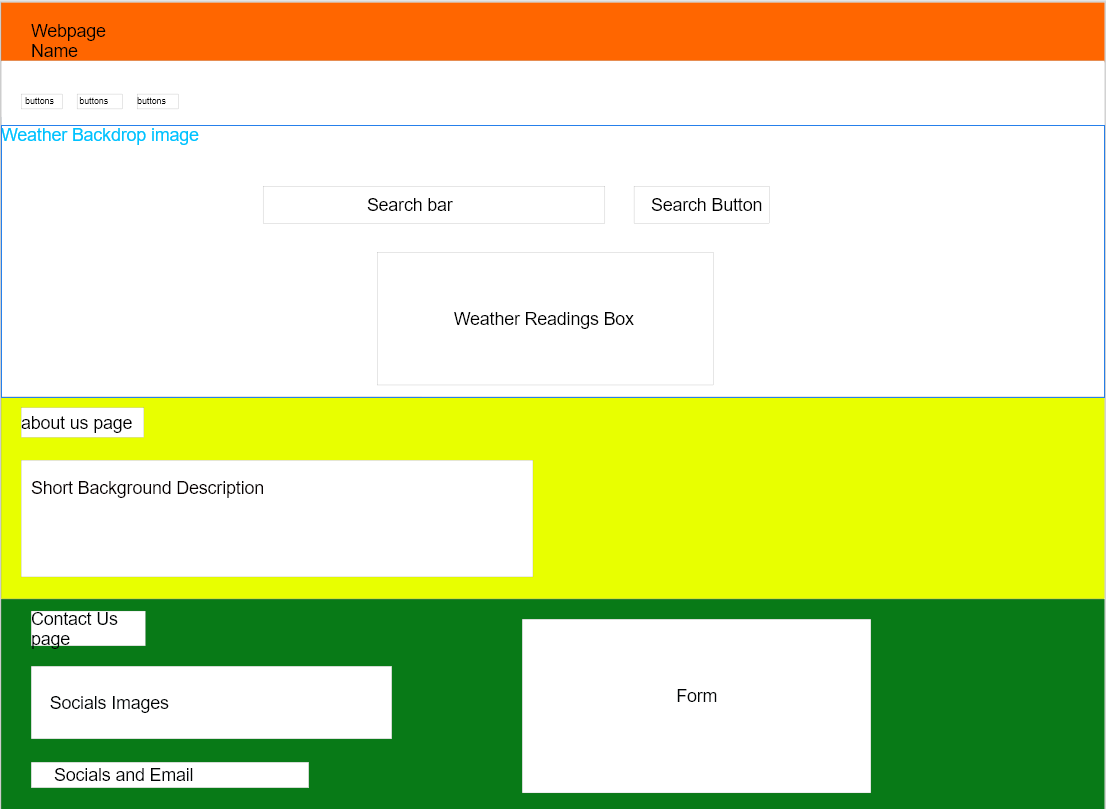 Webpage
Name
buttons buttons buttons
Weather Backdrop image
Search bar Search Button
Weather Readings Box
about us page
Short Background Description
Contact Us
page
Socials Images
Form
Socials and Email